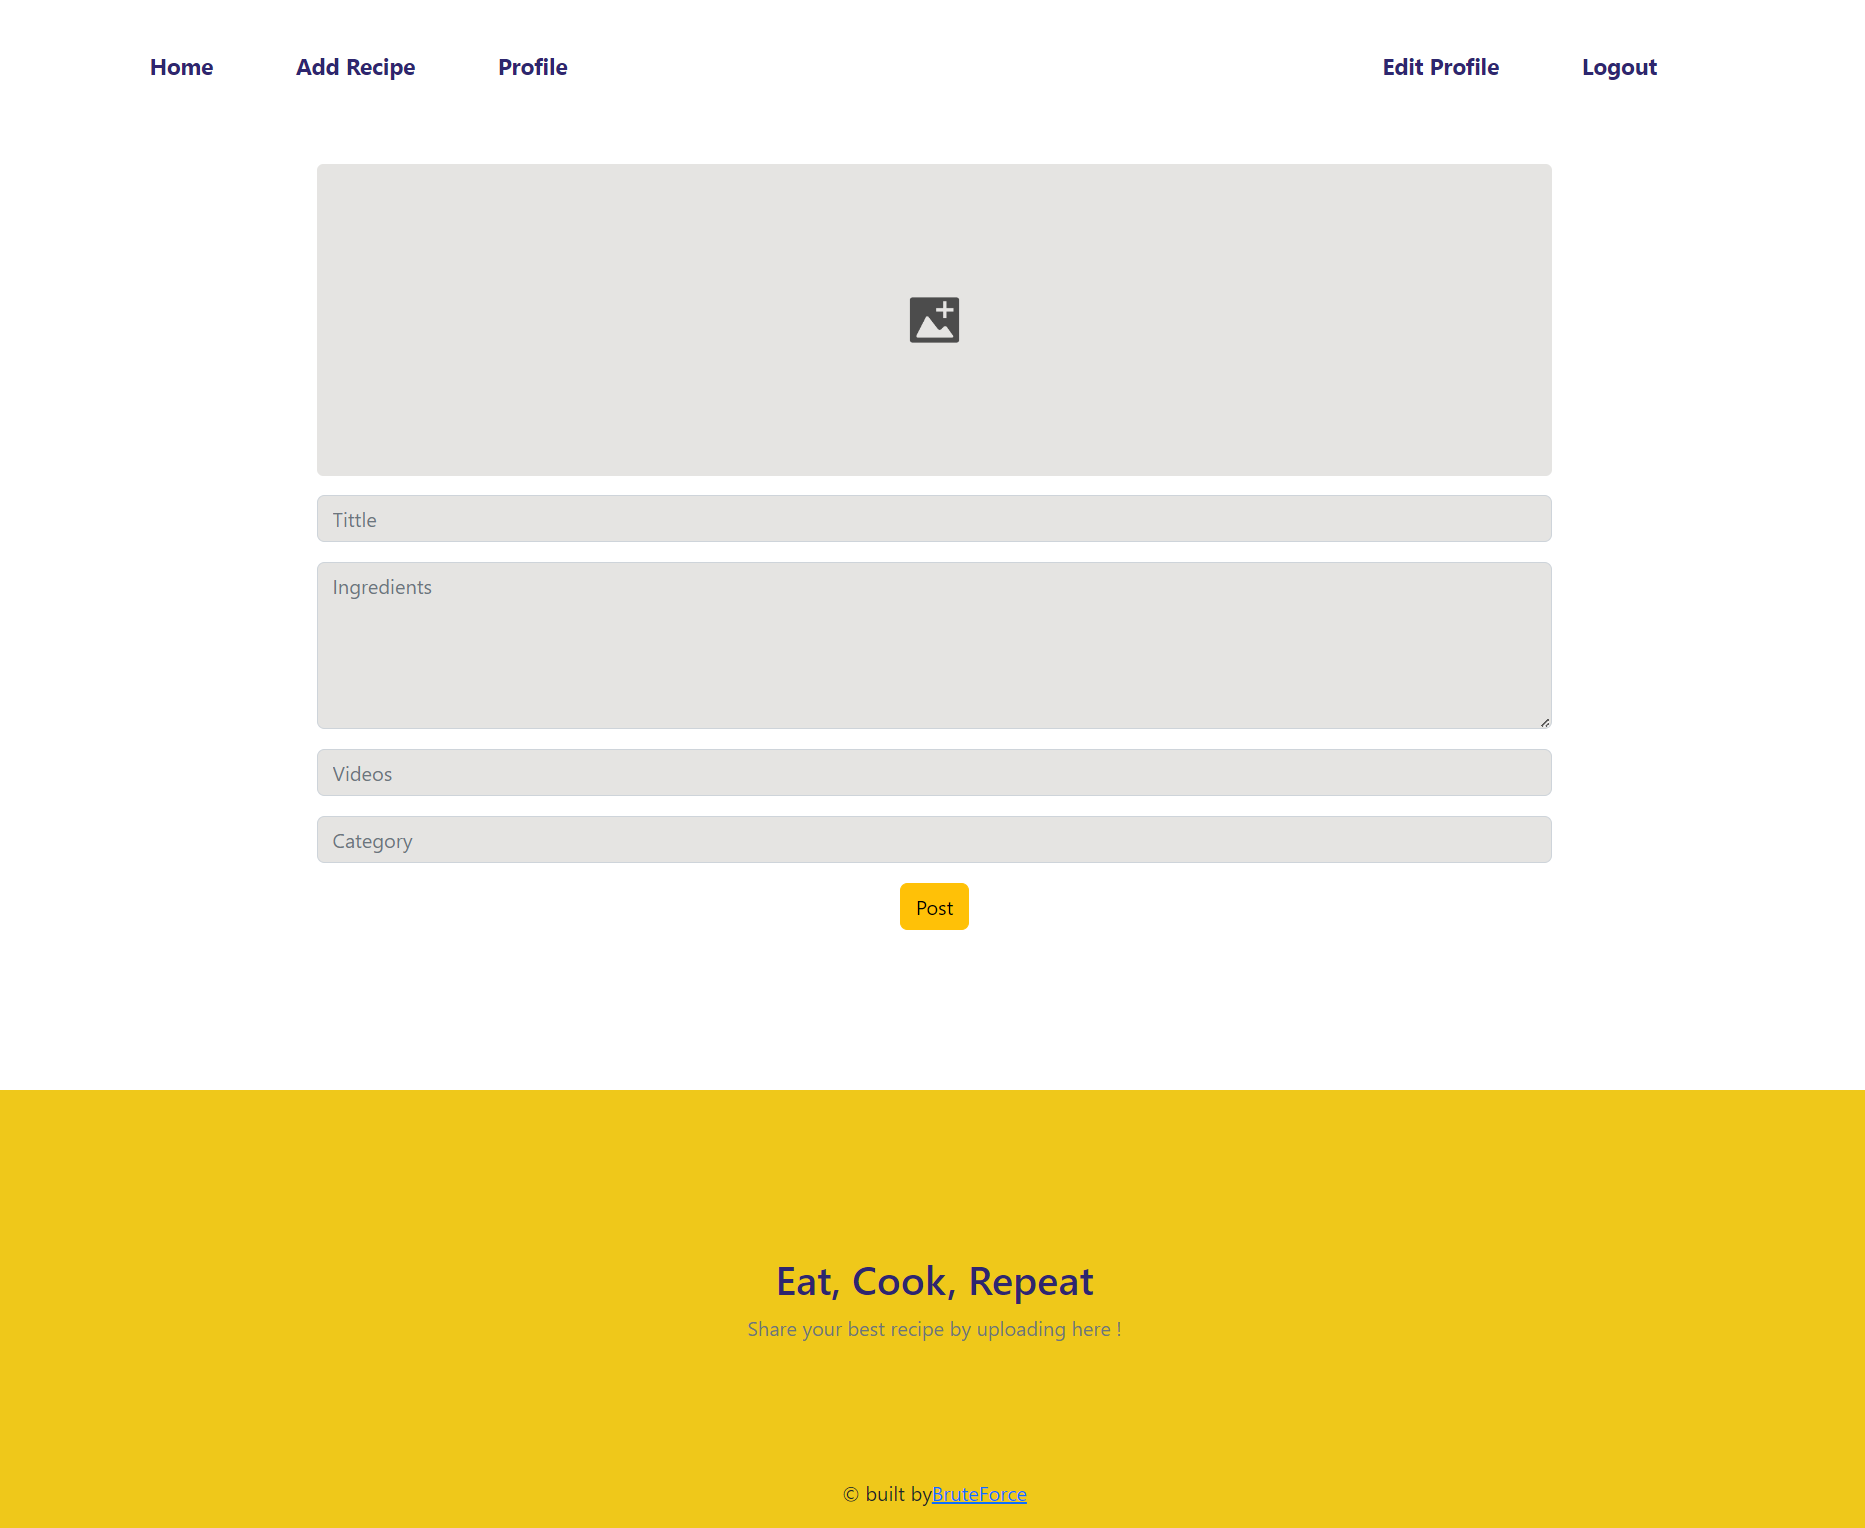 Home Add Recipe Profile Edit Profile Logout
Tittle
Ingredients
Videos
Category
Post
Eat, Cook, Repeat
Share your best recipe by uploading here !
© built byBruteForce